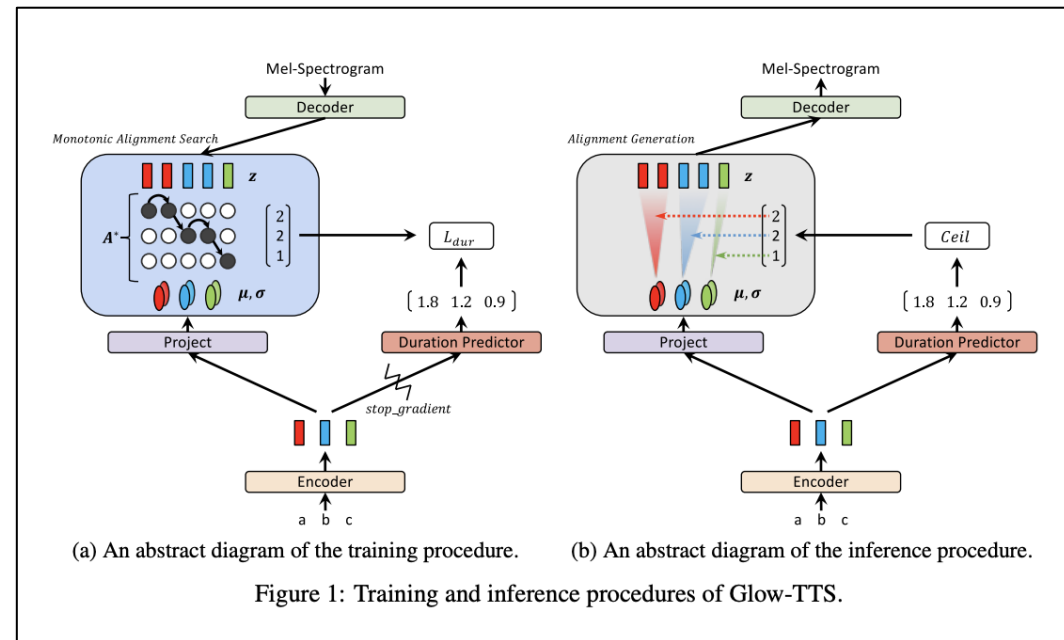 Mel-Spectrogram
Decoder
Monotonic Alignment Search
z
A*
2
2
1
μ, σ
L_dur
[ 1.8 1.2 0.9 ]
Project
Duration Predictor
stop_gradient
Encoder
a b c
(a) An abstract diagram of the training procedure.
Mel-Spectrogram
Decoder
Alignment Generation
z
2
2
1
μ, σ
Ceil
[ 1.8 1.2 0.9 ]
Project
Duration Predictor
Encoder
a b c
(b) An abstract diagram of the inference procedure.
Figure 1: Training and inference procedures of Glow-TTS.